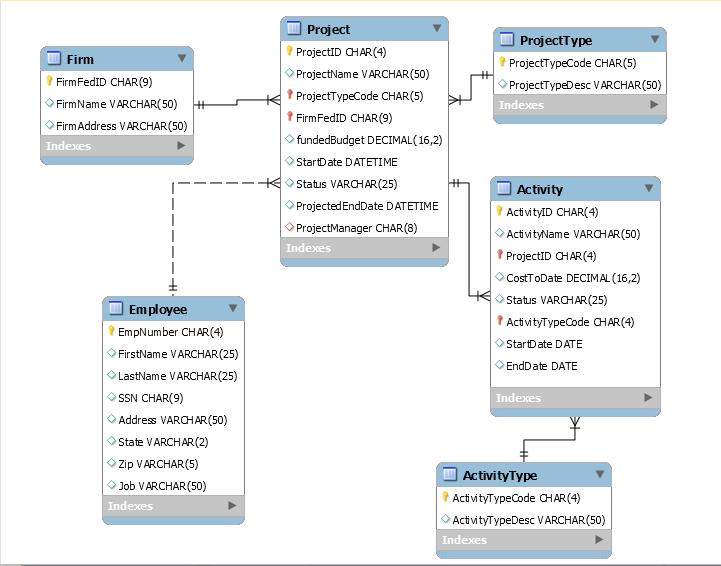 Project
ProjectID CHAR(4)
ProjectName VARCHAR(50)
ProjectTypeCode CHAR(5)
FirmFedID CHAR(9)
fundedBudget DECIMAL(16,2)
StartDate DATETIME
Status VARCHAR(25)
ProjectedEndDate DATETIME
ProjectManager CHAR(8)
Indexes
Firm
FirmFedID CHAR(9)
FirmName VARCHAR(50)
FirmAddress VARCHAR(50)
Indexes
ProjectType
ProjectTypeCode CHAR(5)
ProjectTypeDesc VARCHAR(50)
Indexes
Activity
ActivityID CHAR(4)
ActivityName VARCHAR(50)
ProjectID CHAR(4)
CostToDate DECIMAL(16,2)
Status VARCHAR(25)
ActivityTypeCode CHAR(4)
StartDate DATE
EndDate DATE
Indexes
Employee
EmpNumber CHAR(4)
FirstName VARCHAR(25)
LastName VARCHAR(25)
SSN CHAR(9)
Address VARCHAR(50)
State VARCHAR(2)
Zip VARCHAR(5)
Job VARCHAR(50)
Indexes
ActivityType
ActivityTypeCode CHAR(4)
ActivityTypeDesc VARCHAR(50)
Indexes